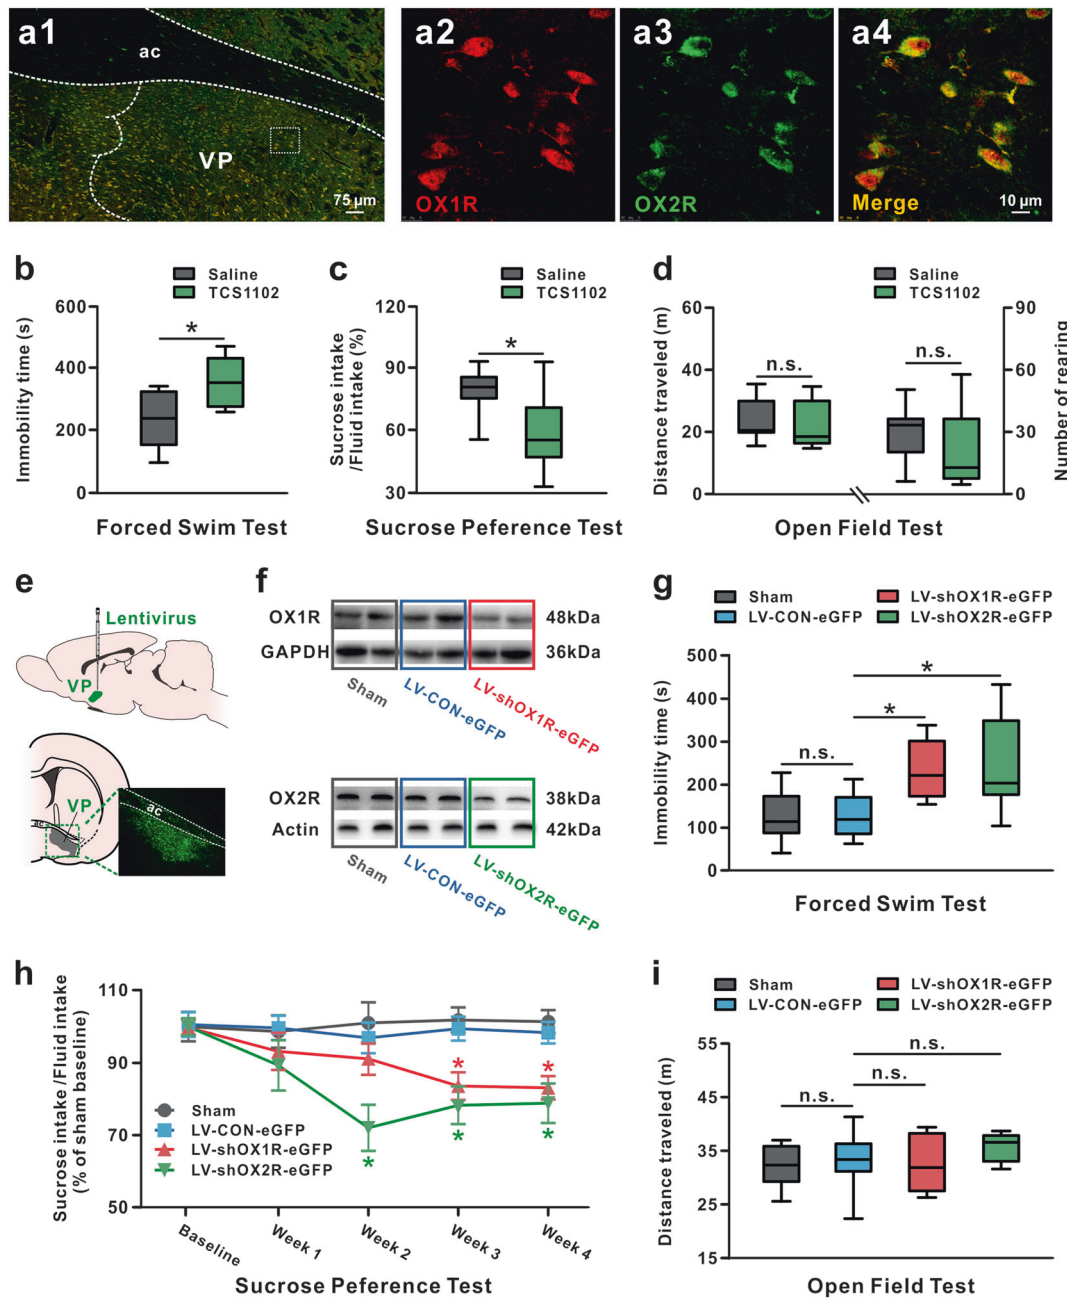 a1
ac
VP
75 μm
a2
OX1R
a3
OX2R
a4
Merge
10 μm
b
Saline
TCS1102
Immobility time (s)
600
400
200
0
*
Forced Swim Test
c
Saline
TCS1102
Sucrose intake
/Fluid intake (%)
120
90
60
30
*
Sucrose Peference Test
d
Saline
TCS1102
Distance traveled (m)
60
40
20
0
n.s.
n.s.
90
60
30
0
Number of rearing
Open Field Test
e
Lentivirus
VP
VP
ac
ac
f
OX1R
48kDa
GAPDH
36kDa
Sham
LV-CON-eGFP
LV-shOX1R-eGFP
OX2R
38kDa
Actin
42kDa
Sham
LV-CON-eGFP
LV-shOX2R-eGFP
g
Sham
LV-CON-eGFP
LV-shOX1R-eGFP
LV-shOX2R-eGFP
Immobility time (s)
500
400
300
200
100
0
n.s.
*
*
Forced Swim Test
h
Sucrose intake /Fluid intake
(% of sham baseline)
110
90
70
50
Sham
LV-CON-eGFP
LV-shOX1R-eGFP
LV-shOX2R-eGFP
*
*
*
*
*
Baseline
Week 1
Week 2
Week 3
Week 4
Sucrose Peference Test
i
Sham
LV-CON-eGFP
LV-shOX1R-eGFP
LV-shOX2R-eGFP
Distance traveled (m)
55
45
35
25
15
n.s.
n.s.
n.s.
Open Field Test